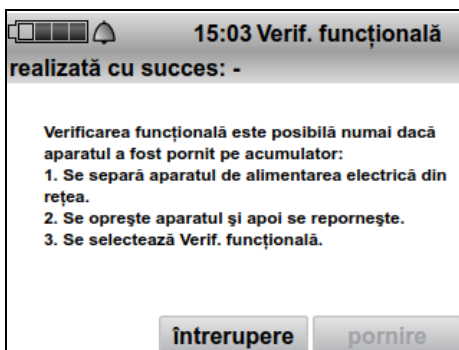 15:03 Verif. funcțională
realizată cu succes: -
Verificarea funcțională este posibilă numai dacă
aparatul a fost pornit pe acumulator:
1. Se separă aparatul de alimentarea electrică din
rețea.
2. Se oprește aparatul şi apoi se repornește.
3. Se selectează Verif. funcțională.
întrerupere
pornire